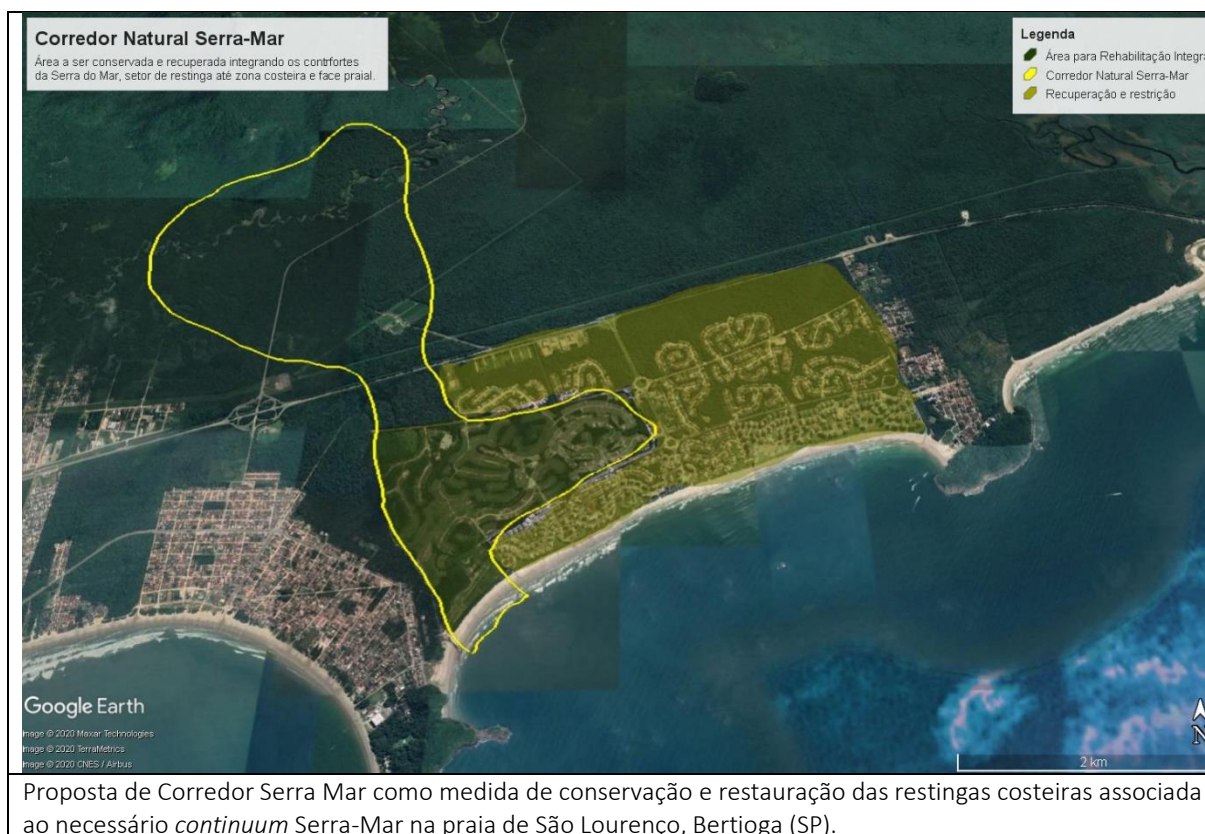 Corredor Natural Serra-Mar
Área a ser conservada e recuperada integrando os contrfortes
da Serra do Mar, setor de restinga até zona costeira e face praial.
Legenda
Área para Rehabilitação Integra
Corredor Natural Serra-Mar
Recuperação e restrição
Google Earth
Image © 2020 Maxar Technologies
Image © 2020 TerraMetrics
Image © 2020 CNES / Airbus
N
2 km
Proposta de Corredor Serra Mar como medida de conservação e restauração das restingas costeiras associada
ao necessário continuum Serra-Mar na praia de São Lourenço, Bertioga (SP).